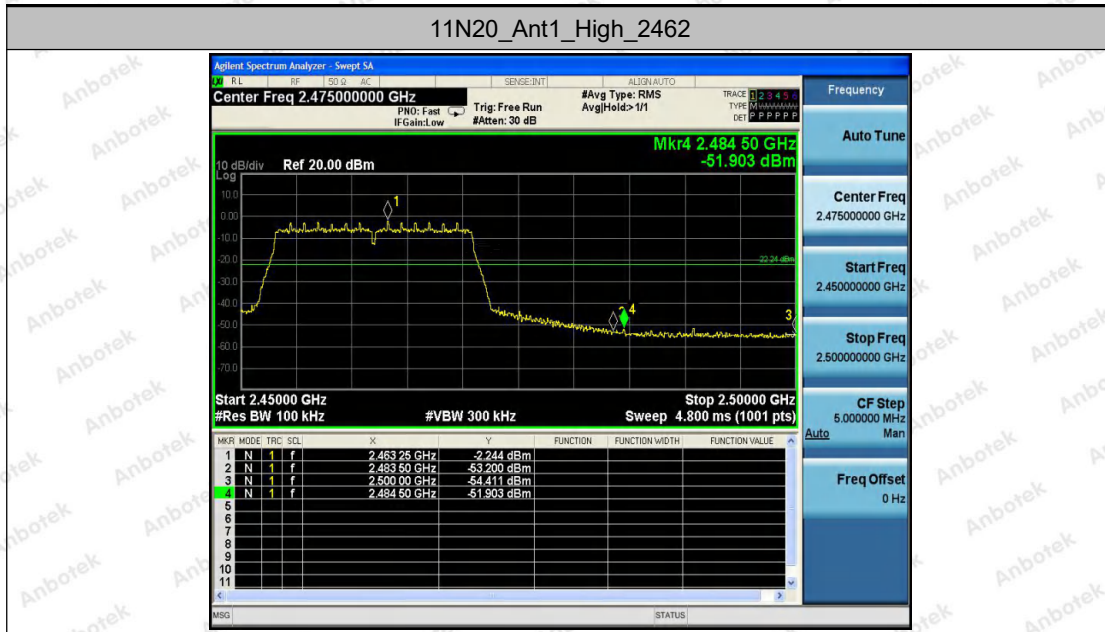 11N20_Ant1_High_2462
Agilent Spectrum Analyzer - Swept SA
RL RF 50 Ω AC SENSE:INT ALIGN AUTO
Center Freq 2.475000000 GHz
PNO: Fast
IFGain:Low
Trig: Free Run
#Atten: 30 dB
#Avg Type: RMS
Avg|Hold:>1/1
TRACE 1 2 3 4 5 6
TYPE M
DET P P P P P P
Mkr4 2.484 50 GHz
-51.903 dBm
10 dB/div Ref 20.00 dBm
Log
10.0
0.00
-10.0
-20.0
-30.0
-40.0
-50.0
-60.0
-70.0
1
-22.24 dBm
4
3
Start 2.45000 GHz Stop 2.50000 GHz
#Res BW 100 kHz #VBW 300 kHz Sweep 4.800 ms (1001 pts)
MKR MODE TRC SCL X Y FUNCTION FUNCTION WIDTH FUNCTION VALUE
1 N 1 f 2.463 25 GHz -2.244 dBm
2 N 1 f 2.483 50 GHz -53.200 dBm
3 N 1 f 2.500 00 GHz -54.411 dBm
4 N 1 f 2.484 50 GHz -51.903 dBm
5
6
7
8
9
10
11
MSG STATUS
Frequency
Auto Tune
Center Freq
2.475000000 GHz
Start Freq
2.450000000 GHz
Stop Freq
2.500000000 GHz
CF Step
5.000000 MHz
Auto Man
Freq Offset
0 Hz
Anbotek